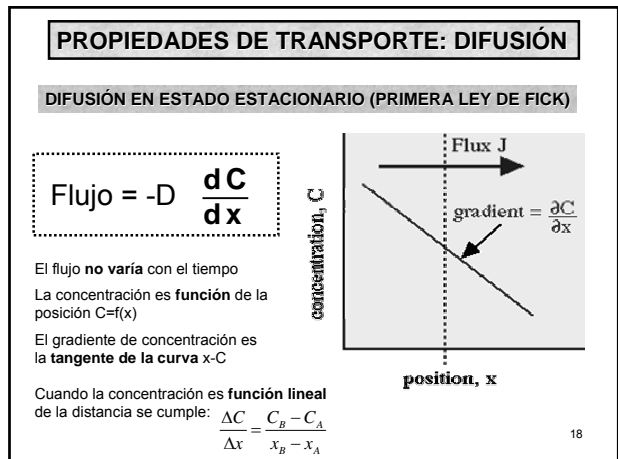 PROPIEDADES DE TRANSPORTE: DIFUSIÓN
DIFUSIÓN EN ESTADO ESTACIONARIO (PRIMERA LEY DE FICK)
Flujo = -D dC/dx
El flujo no varía con el tiempo
La concentración es función de la
posición C=f(x)
El gradiente de concentración es
la tangente de la curva x-C
Cuando la concentración es función lineal
de la distancia se cumple: ΔC/Δx = (C_B − C_A)/(x_B − x_A)
Flux J
gradient = ∂C/∂x
concentration, C
position, x
18